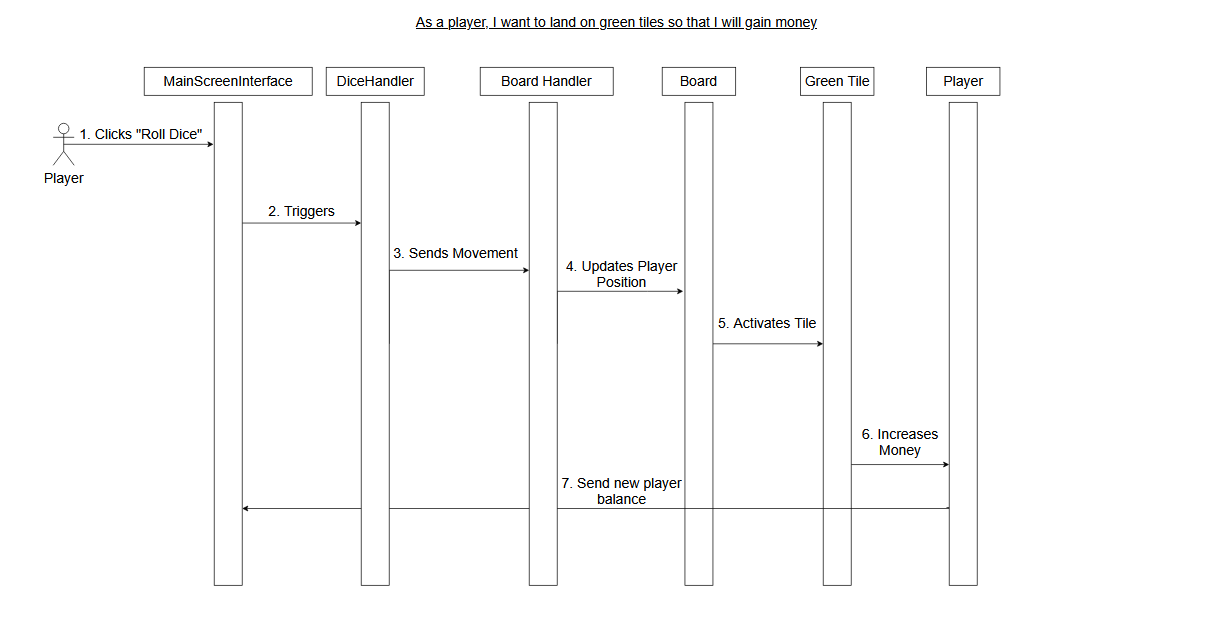 As a player, I want to land on green tiles so that I will gain money
MainScreenInterface
DiceHandler
Board Handler
Board
Green Tile
Player
1. Clicks "Roll Dice"
Player
2. Triggers
3. Sends Movement
4. Updates Player
Position
5. Activates Tile
6. Increases
Money
7. Send new player
balance